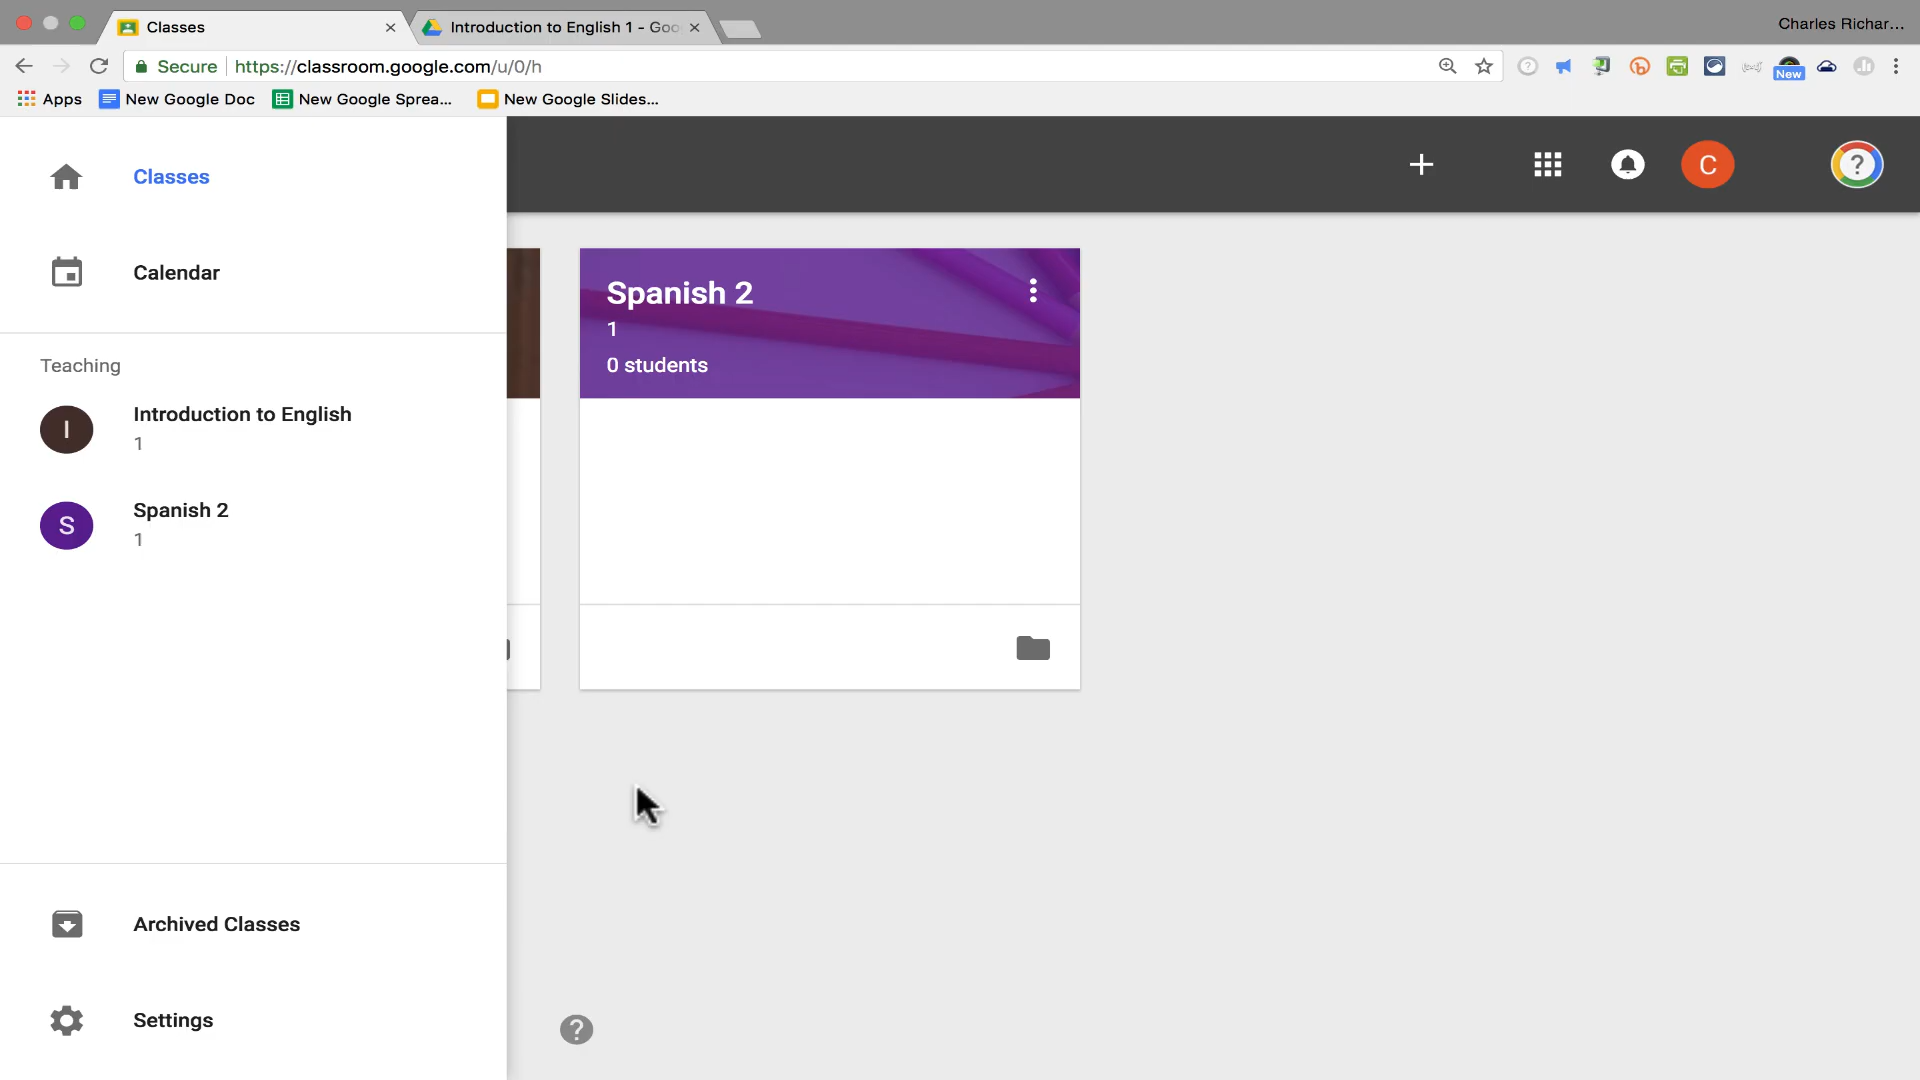 Classes
Introduction to English 1 - Goo
Charles Richar...
Secure
https://classroom.google.com/u/0/h
New
Apps
New Google Doc
New Google Sprea...
New Google Slides...
Classes
C
?
Calendar
Spanish 2
1
0 students
Teaching
I
Introduction to English
1
S
Spanish 2
1
Archived Classes
Settings
?